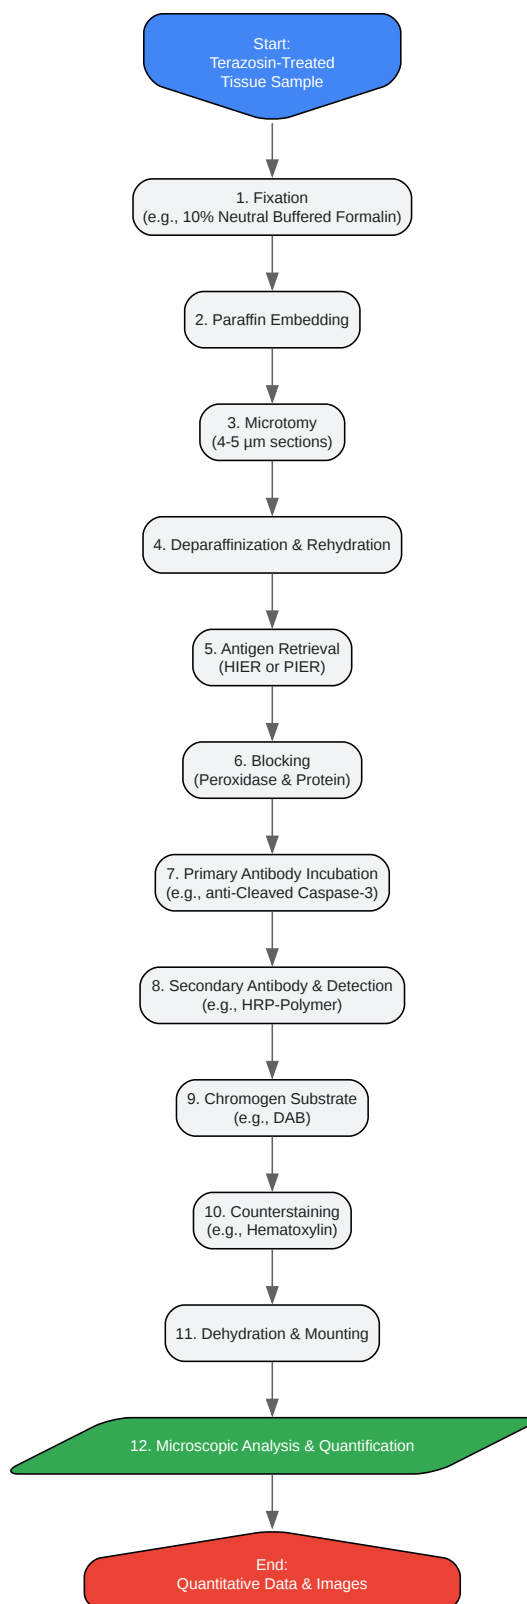 Start:
Terazosin-Treated
Tissue Sample
1. Fixation
(e.g., 10% Neutral Buffered Formalin)
2. Paraffin Embedding
3. Microtomy
(4-5 µm sections)
4. Deparaffinization & Rehydration
5. Antigen Retrieval
(HIER or PIER)
6. Blocking
(Peroxidase & Protein)
7. Primary Antibody Incubation
(e.g., anti-Cleaved Caspase-3)
8. Secondary Antibody & Detection
(e.g., HRP-Polymer)
9. Chromogen Substrate
(e.g., DAB)
10. Counterstaining
(e.g., Hematoxylin)
11. Dehydration & Mounting
12. Microscopic Analysis & Quantification
End:
Quantitative Data & Images